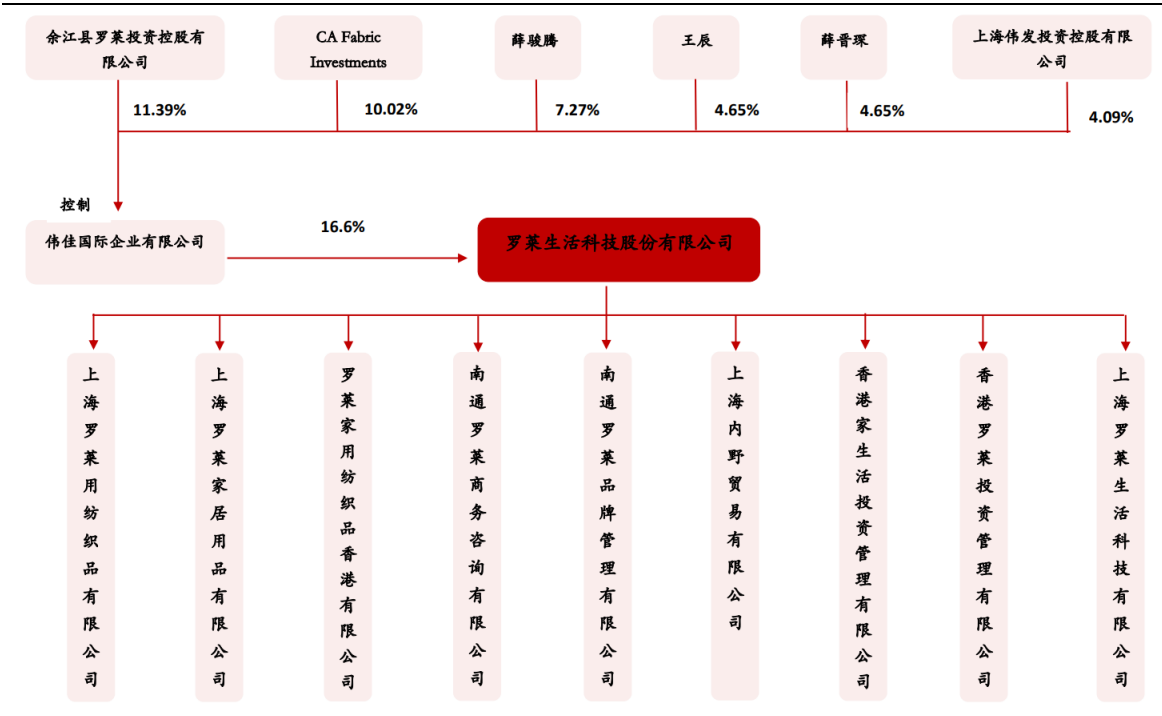 余江县罗莱投资控股有
限公司
CA Fabric
Investments
薛骏腾
王辰
薛晋琛
上海伟发投资控股有限
公司
11.39%
10.02%
7.27%
4.65%
4.65%
4.09%
控制
伟佳国际企业有限公司
16.6%
罗莱生活科技股份有限公司
上海罗莱用纺织品有限公司
上海罗莱家居用品有限公司
罗莱家用纺织品香港有限公司
南通罗莱商务咨询有限公司
南通罗莱品牌管理有限公司
上海内野贸易有限公司
香港家生活投资管理有限公司
香港罗莱投资管理有限公司
上海罗莱生活科技有限公司